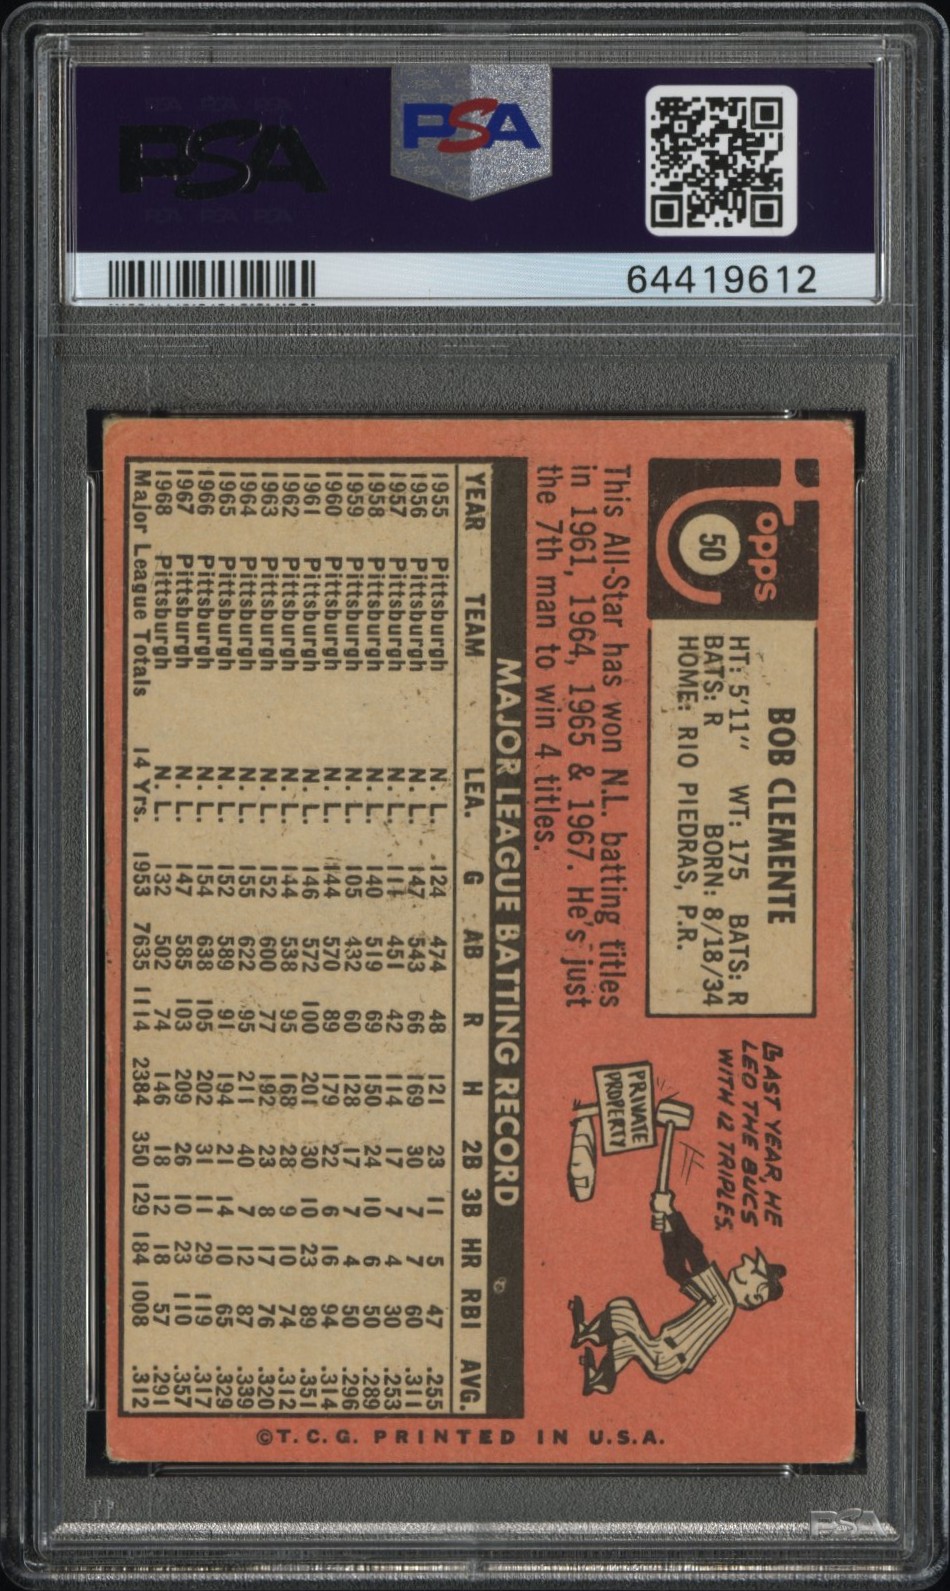 PSA
PSA
64419612
Topps
50
BOB CLEMENTE
HT: 5'11" WT: 175 BATS: R
BATS: R BORN: 8/18/34
HOME: RIO PIEDRAS, P.R.
This All-Star has won N.L. batting titles
in 1961, 1964, 1965 & 1967. He's just
the 7th man to win 4 titles.
LAST YEAR, HE
LED THE BUCS
WITH 12 TRIPLES.
PRIVATE
PROPERTY
MAJOR LEAGUE BATTING RECORD
YEAR TEAM LEA. G AB R H 2B 3B HR RBI AVG.
1955 Pittsburgh N. L. 124 474 48 121 23 11 5 47 .255
1956 Pittsburgh N. L. 147 543 66 169 30 7 7 60 .311
1957 Pittsburgh N. L. 111 451 42 114 17 7 4 30 .253
1958 Pittsburgh N. L. 140 519 69 150 24 10 6 50 .289
1959 Pittsburgh N. L. 105 432 60 128 17 7 4 50 .296
1960 Pittsburgh N. L. 144 570 89 179 22 6 16 94 .314
1961 Pittsburgh N. L. 146 572 100 201 30 10 23 89 .351
1962 Pittsburgh N. L. 144 538 95 168 28 9 10 74 .312
1963 Pittsburgh N. L. 152 600 77 192 23 8 17 76 .320
1964 Pittsburgh N. L. 155 622 95 211 40 7 12 87 .339
1965 Pittsburgh N. L. 152 589 91 194 21 14 10 65 .329
1966 Pittsburgh N. L. 154 638 105 202 31 11 29 119 .317
1967 Pittsburgh N. L. 147 585 103 209 26 10 23 110 .357
1968 Pittsburgh N. L. 132 502 74 146 18 12 18 57 .291
Major League Totals 14 Yrs. 1953 7635 1114 2384 350 129 184 1008 .312
©T.C.G. PRINTED IN U.S.A.
PSA